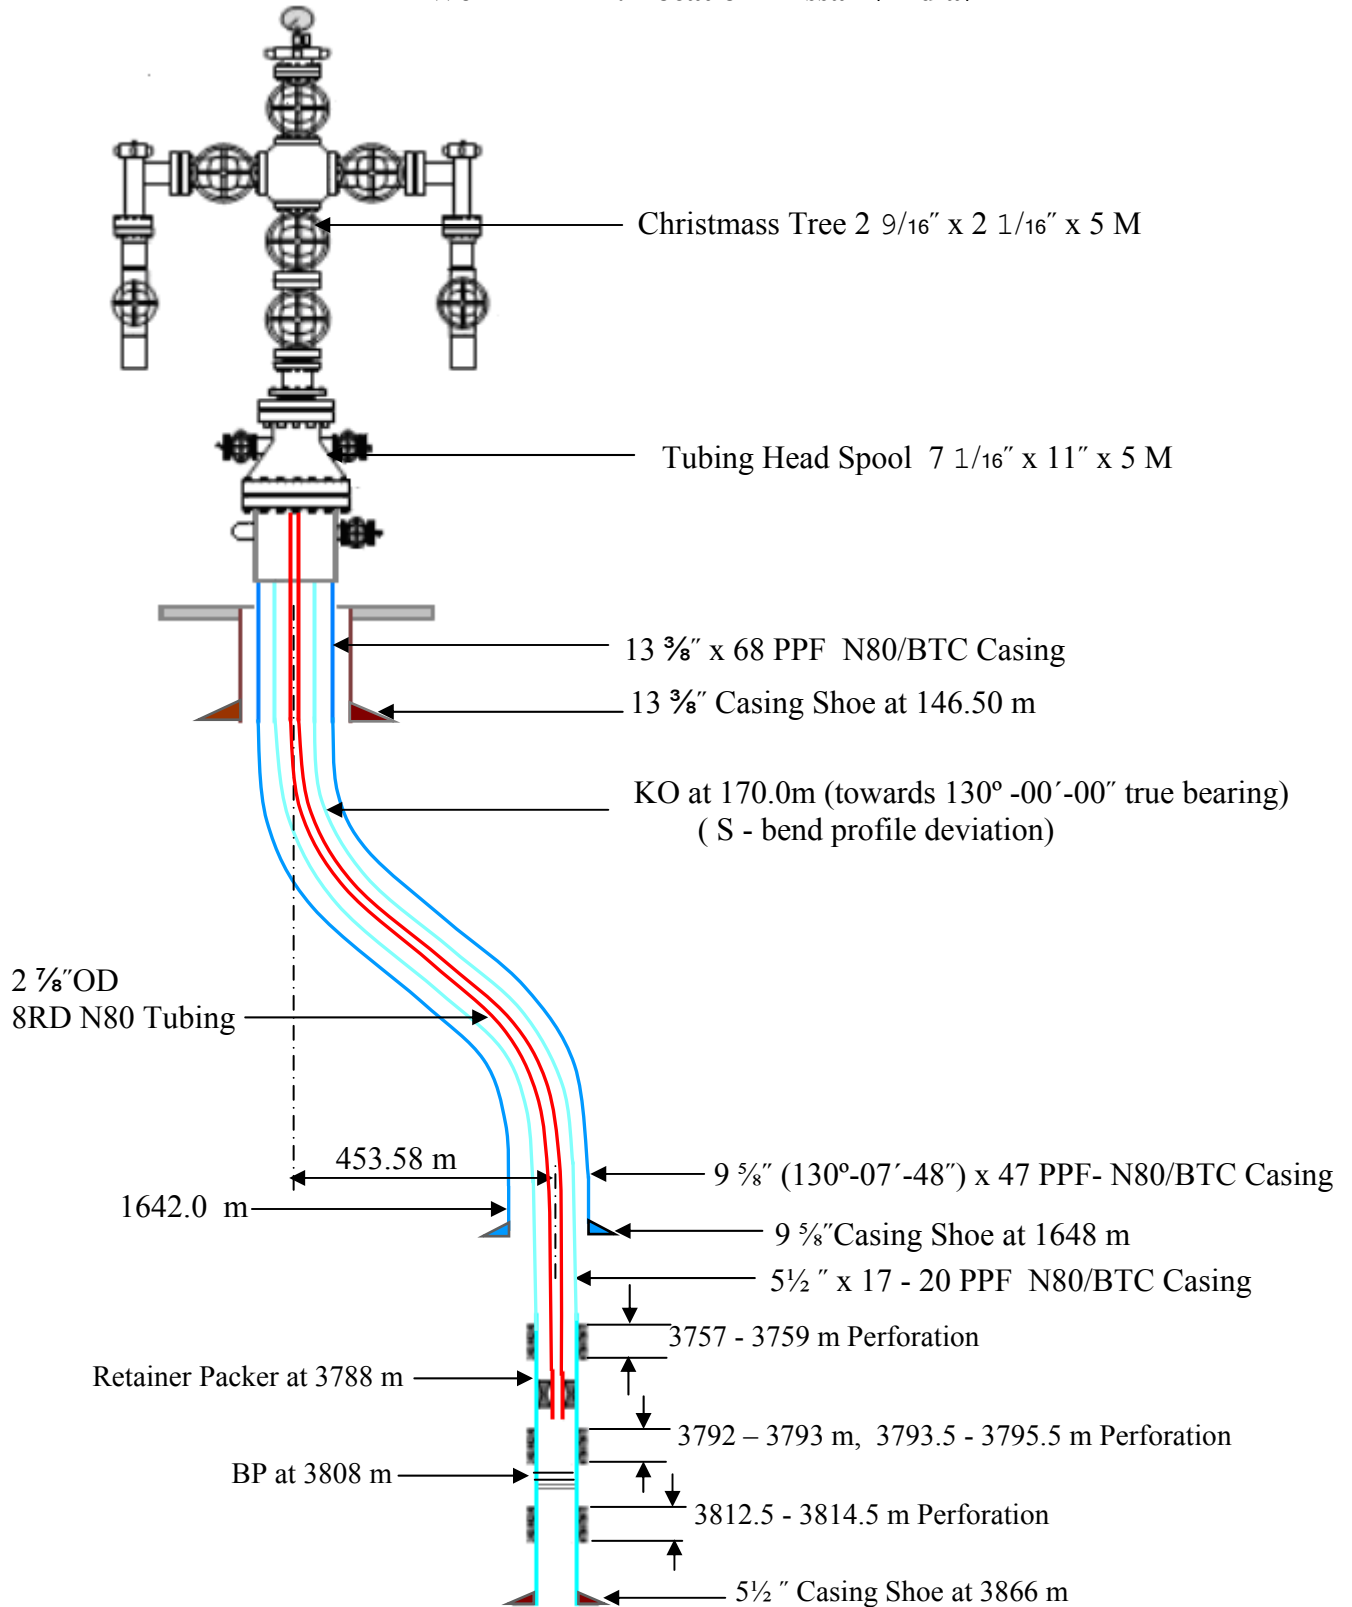 Christmass Tree 2 9/16″ x 2 1/16″ x 5 M
Tubing Head Spool 7 1/16″ x 11″ x 5 M
13 ⅜″ x 68 PPF N80/BTC Casing
13 ⅜″ Casing Shoe at 146.50 m
KO at 170.0m (towards 130º -00′-00″ true bearing)
( S - bend profile deviation)
2 ⅞″OD
8RD N80 Tubing
453.58 m
9 ⅝″ (130º-07′-48″) x 47 PPF- N80/BTC Casing
1642.0 m
9 ⅝″Casing Shoe at 1648 m
5½ ″ x 17 - 20 PPF N80/BTC Casing
3757 - 3759 m Perforation
Retainer Packer at 3788 m
3792 – 3793 m, 3793.5 - 3795.5 m Perforation
BP at 3808 m
3812.5 - 3814.5 m Perforation
5½ ″ Casing Shoe at 3866 m